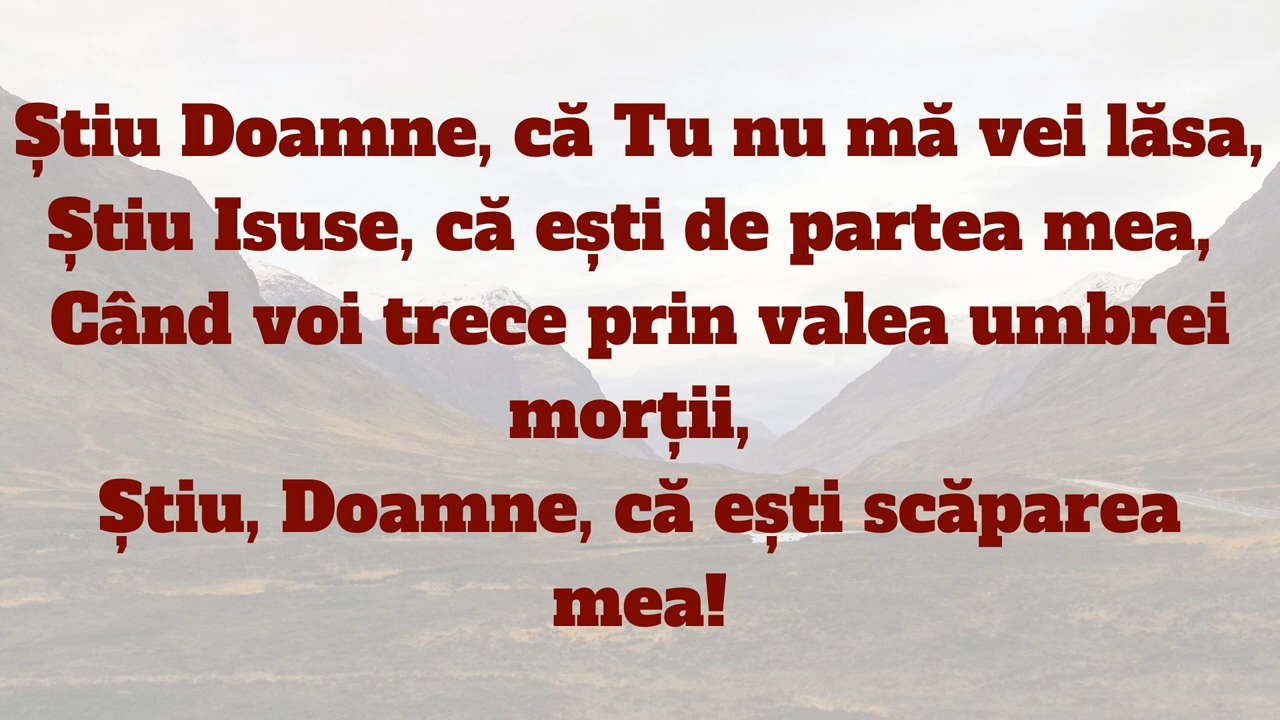 Știu Doamne, că Tu nu mă vei lăsa,
Știu Isuse, că ești de partea mea,
Când voi trece prin valea umbrei
morții,
Știu, Doamne, că ești scăparea
mea!